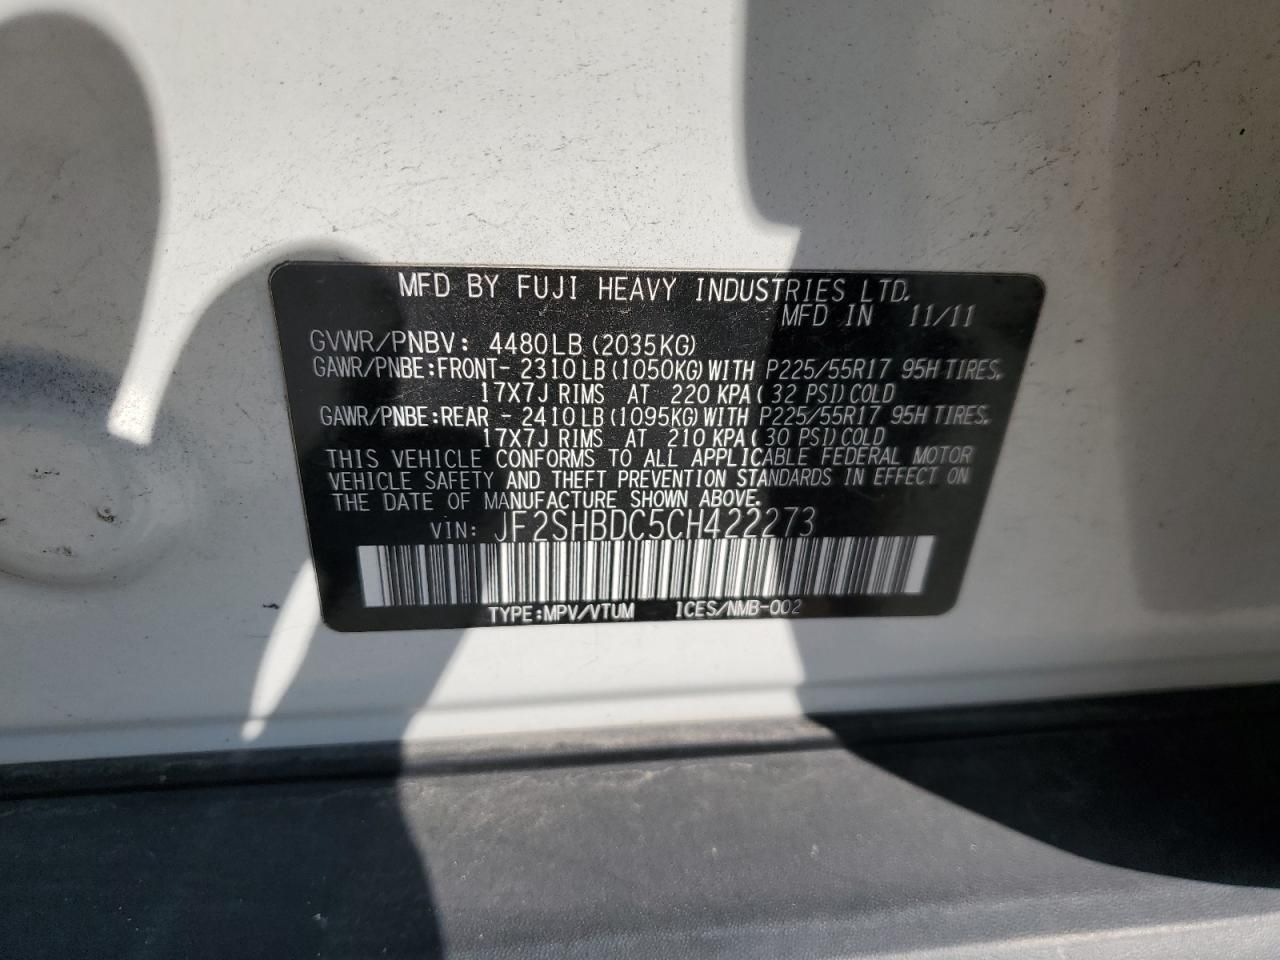 MFD BY FUJI HEAVY INDUSTRIES LTD.
MFD IN 11/11
GVWR/PNBV: 4480LB (2035KG)
GAWR/PNBE:FRONT- 2310LB (1050KG) WITH P225/55R17 95H TIRES,
17X7J RIMS AT 220 KPA ( 32 PSI) COLD
GAWR/PNBE:REAR - 2410LB (1095KG) WITH P225/55R17 95H TIRES,
17X7J RIMS AT 210 KPA (30 PSI) COLD
THIS VEHICLE CONFORMS TO ALL APPLICABLE FEDERAL MOTOR
VEHICLE SAFETY AND THEFT PREVENTION STANDARDS IN EFFECT ON
THE DATE OF MANUFACTURE SHOWN ABOVE.
VIN: JF2SHBDC5CH422273
TYPE:MPV/VTUM ICES/NMB-002